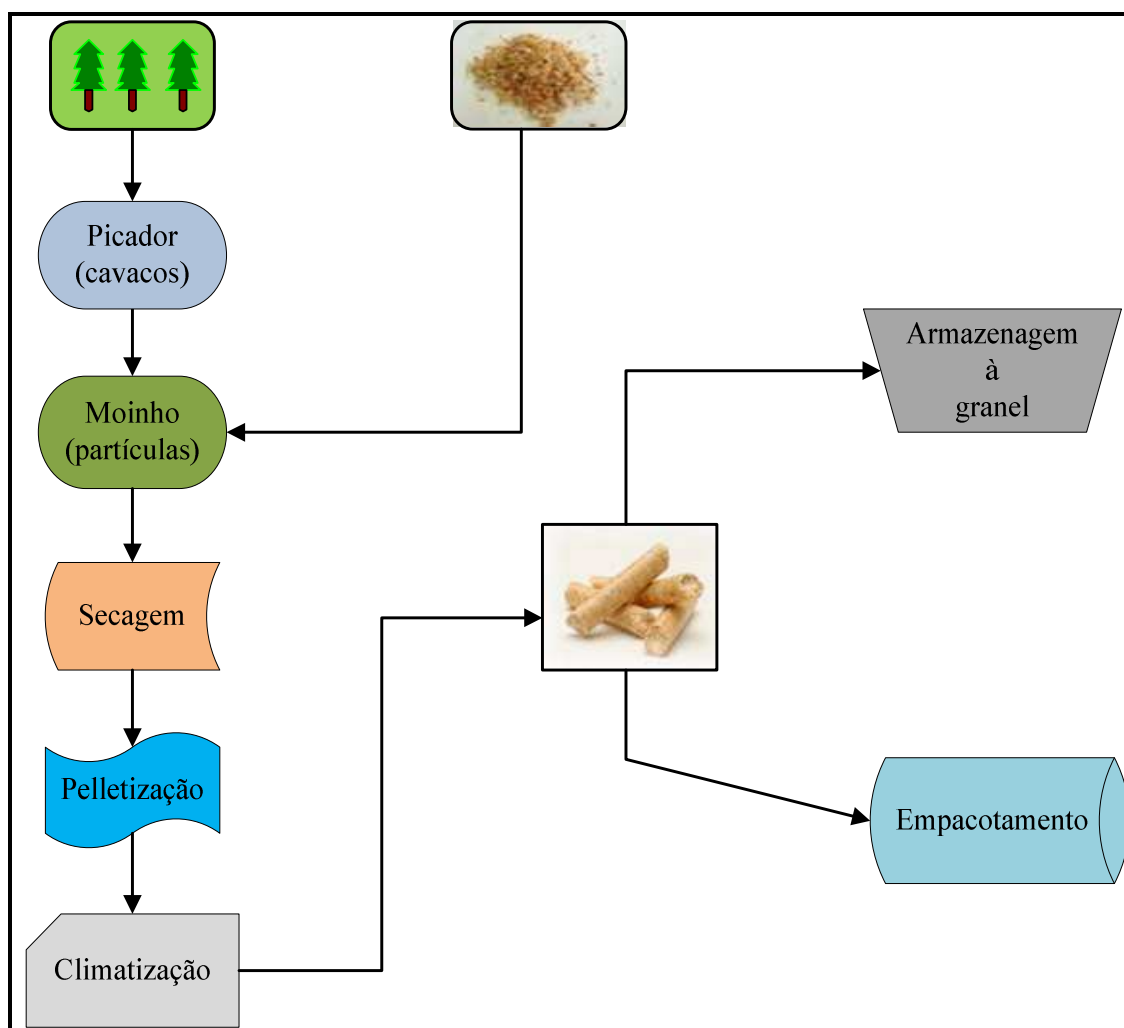 Picador
(cavacos)
Moinho
(partículas)
Secagem
Pelletização
Climatização
Armazenagem
à
granel
Empacotamento